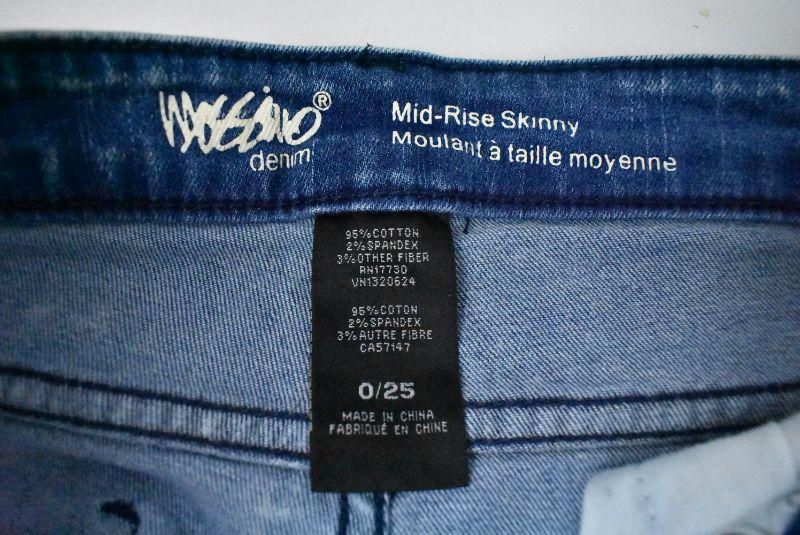 MOSSIMO®
denim
Mid-Rise Skinny
Moulant à taille moyenne
95%COTTON
2%SPANDEX
3%OTHER FIBER
RN17730
VN1320624
95%COTON
2%SPANDEX
3%AUTRE FIBRE
CA57147
0/25
MADE IN CHINA
FABRIQUÉ EN CHINE